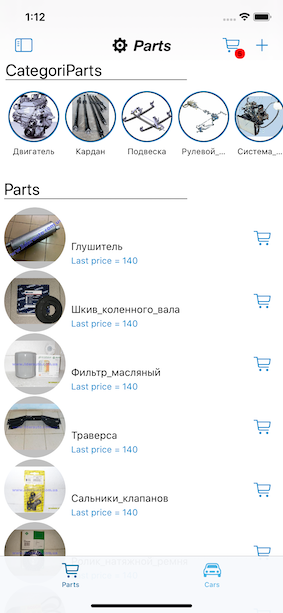 1:12
Parts
5
CategoriParts
Двигатель
Кардан
Подвеска
Рулевой_...
Система_...
Parts
Глушитель
Last price = 140
Шкив_коленного_вала
Last price = 140
Фильтр_масляный
Last price = 140
Траверса
Last price = 140
Сальники_клапанов
Last price = 140
Parts
Cars